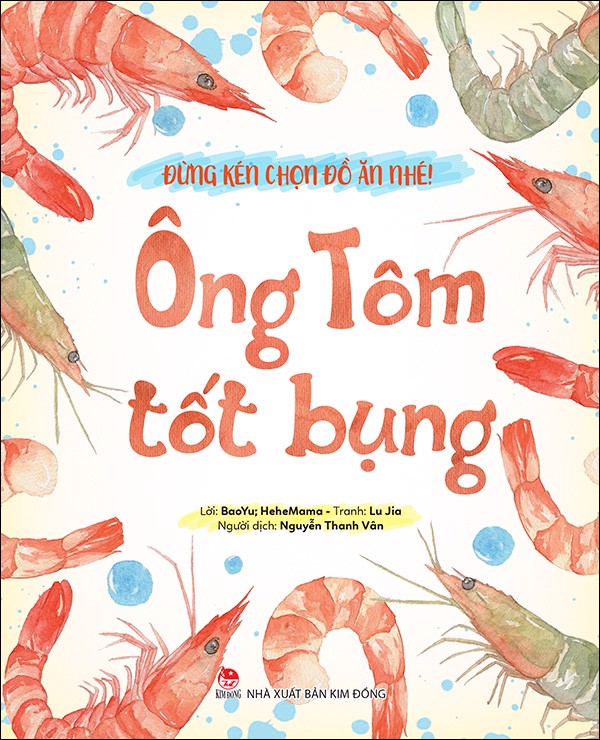 ĐỪNG KÉN CHỌN ĐỒ ĂN NHÉ!
Ông Tôm
tốt bụng
Lời: BaoYu; HeheMama - Tranh: Lu Jia
Người dịch: Nguyễn Thanh Vân
KIM ĐỒNG
NHÀ XUẤT BẢN KIM ĐỒNG